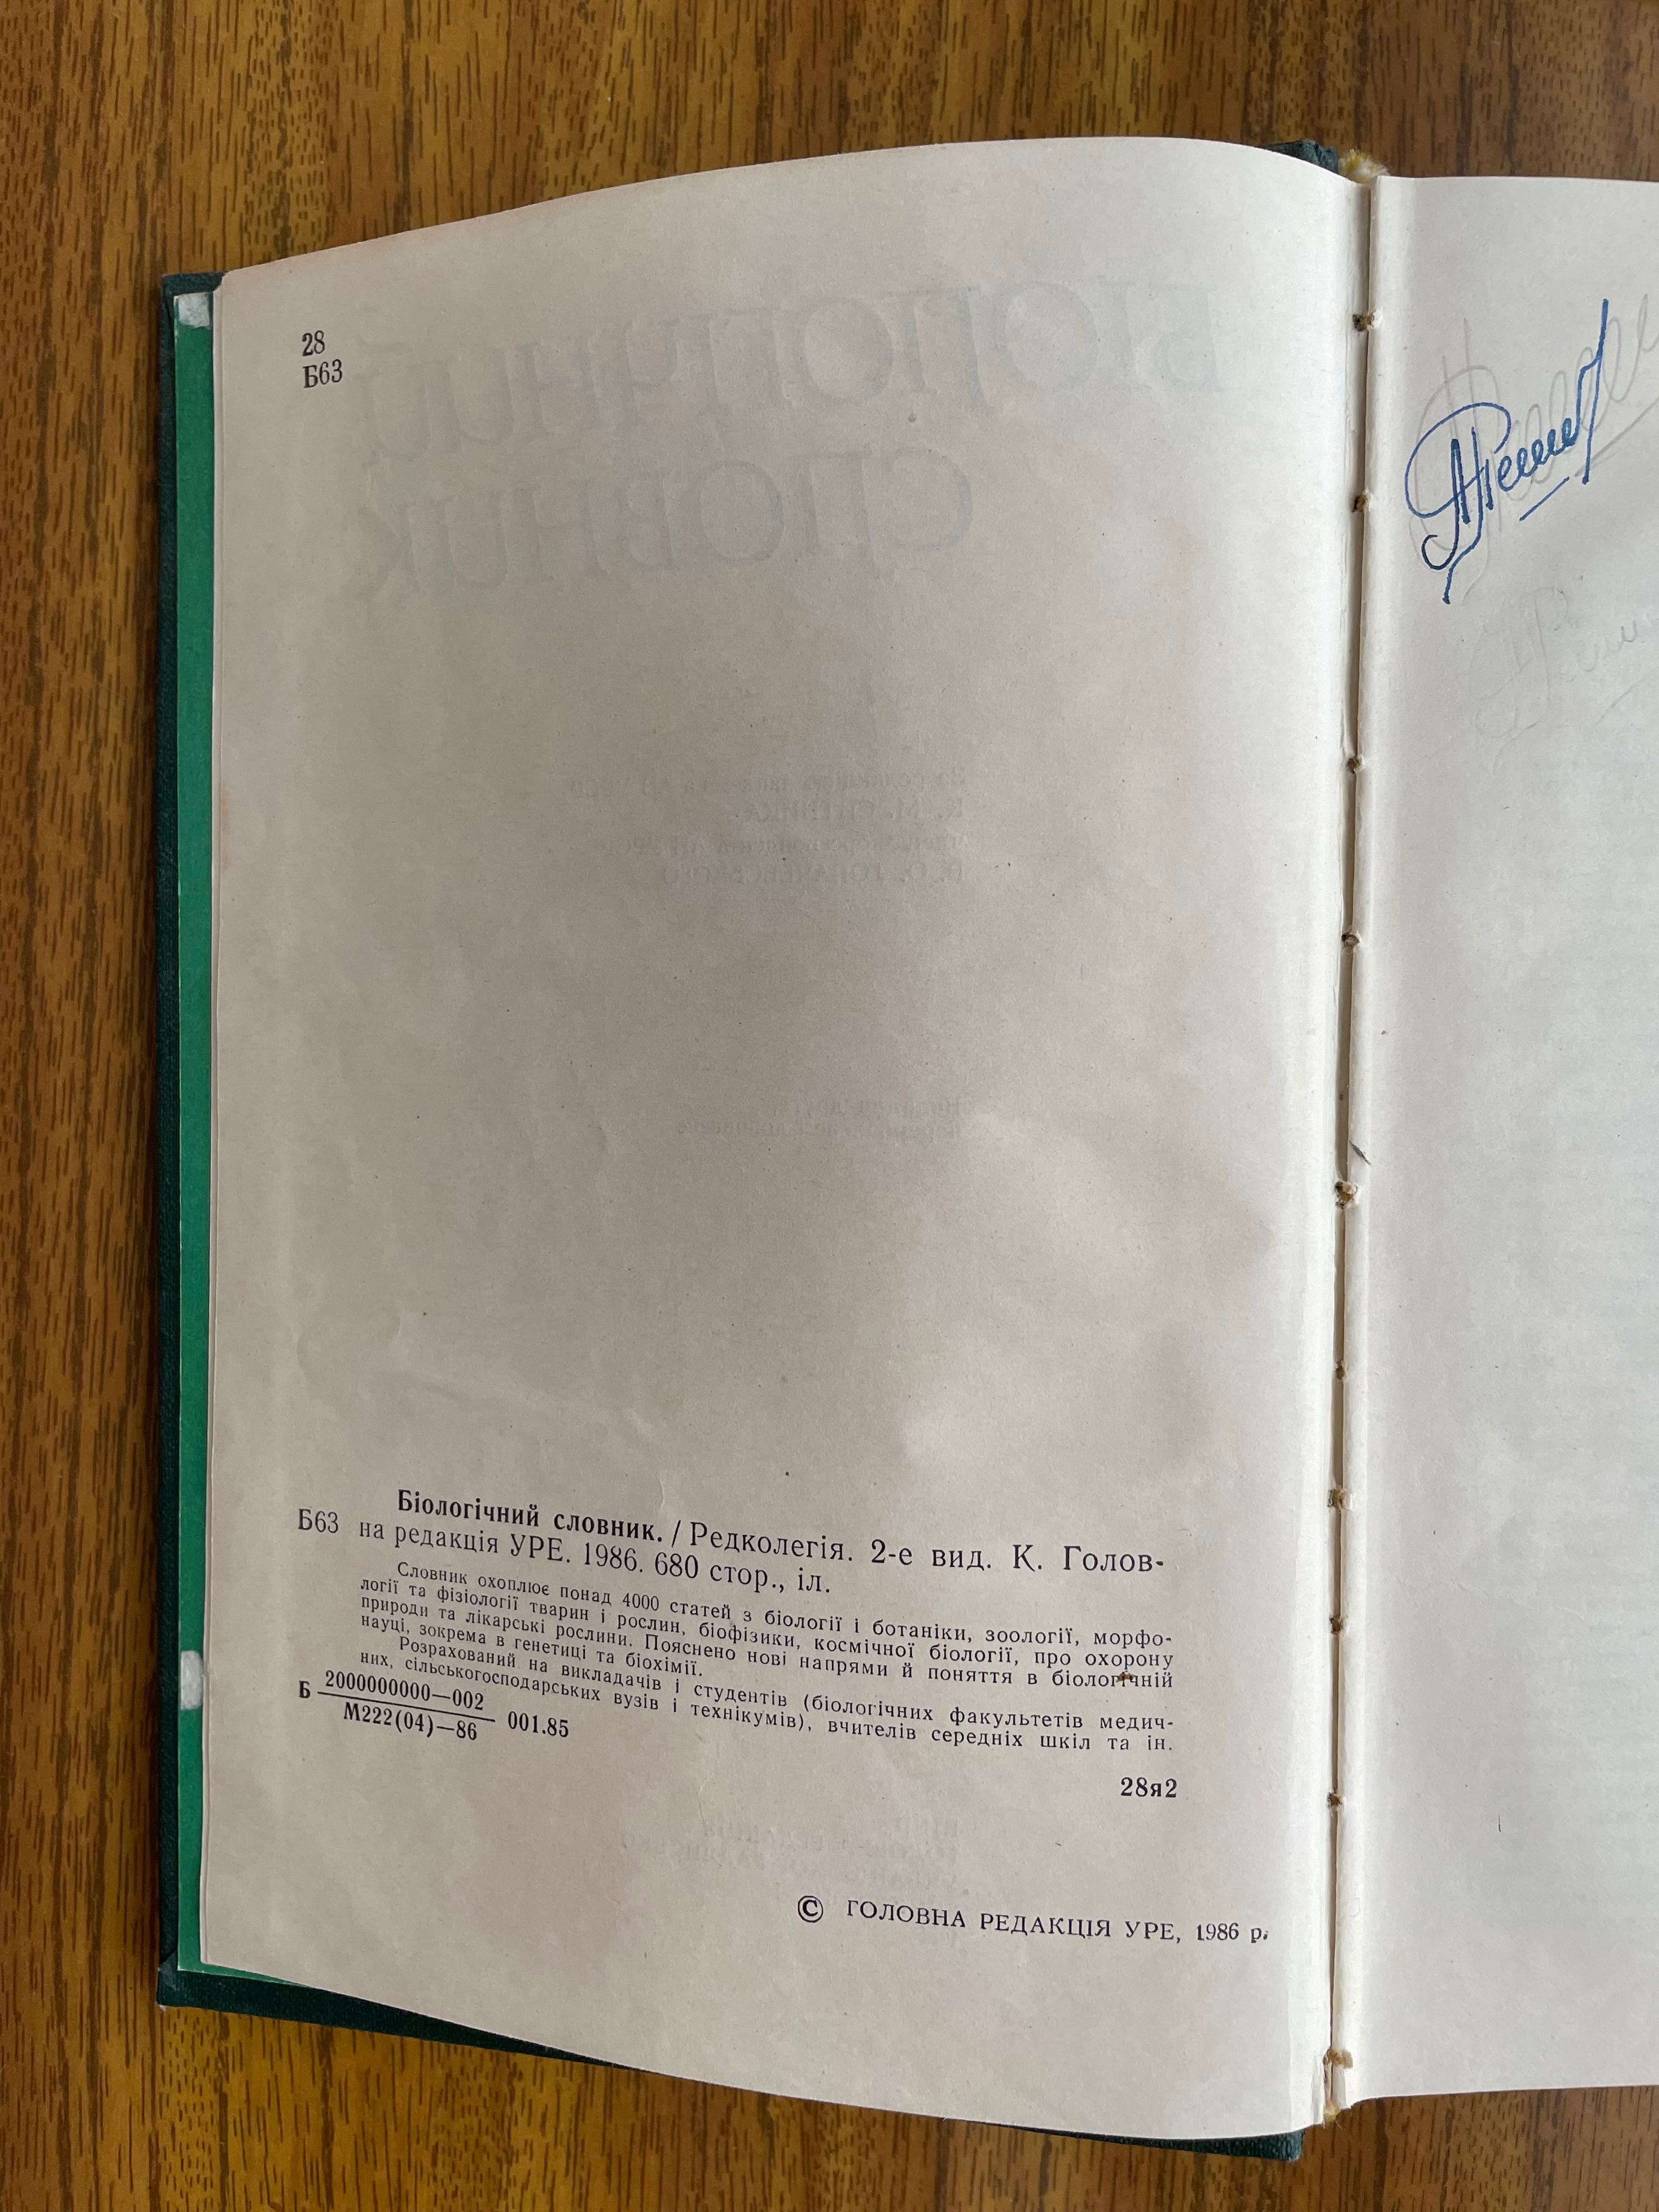 28
Б63
Біологічний словник. / Редколегія. 2-е вид. К. Голов-
Б63 на редакція УРЕ. 1986. 680 стор., іл.
Словник охоплює понад 4000 статей з біології і ботаніки, зоології, морфо-
логії та фізіології тварин і рослин, біофізики, космічної біології, про охорону
природи та лікарські рослини. Пояснено нові напрями й поняття в біологічній
науці, зокрема в генетиці та біохімії.
Розрахований на викладачів і студентів (біологічних факультетів медич-
них, сільськогосподарських вузів і технікумів), вчителів середніх шкіл та ін.
Б 2000000000—002
М222(04)—86 001.85
28я2
© ГОЛОВНА РЕДАКЦІЯ УРЕ, 1986 р.